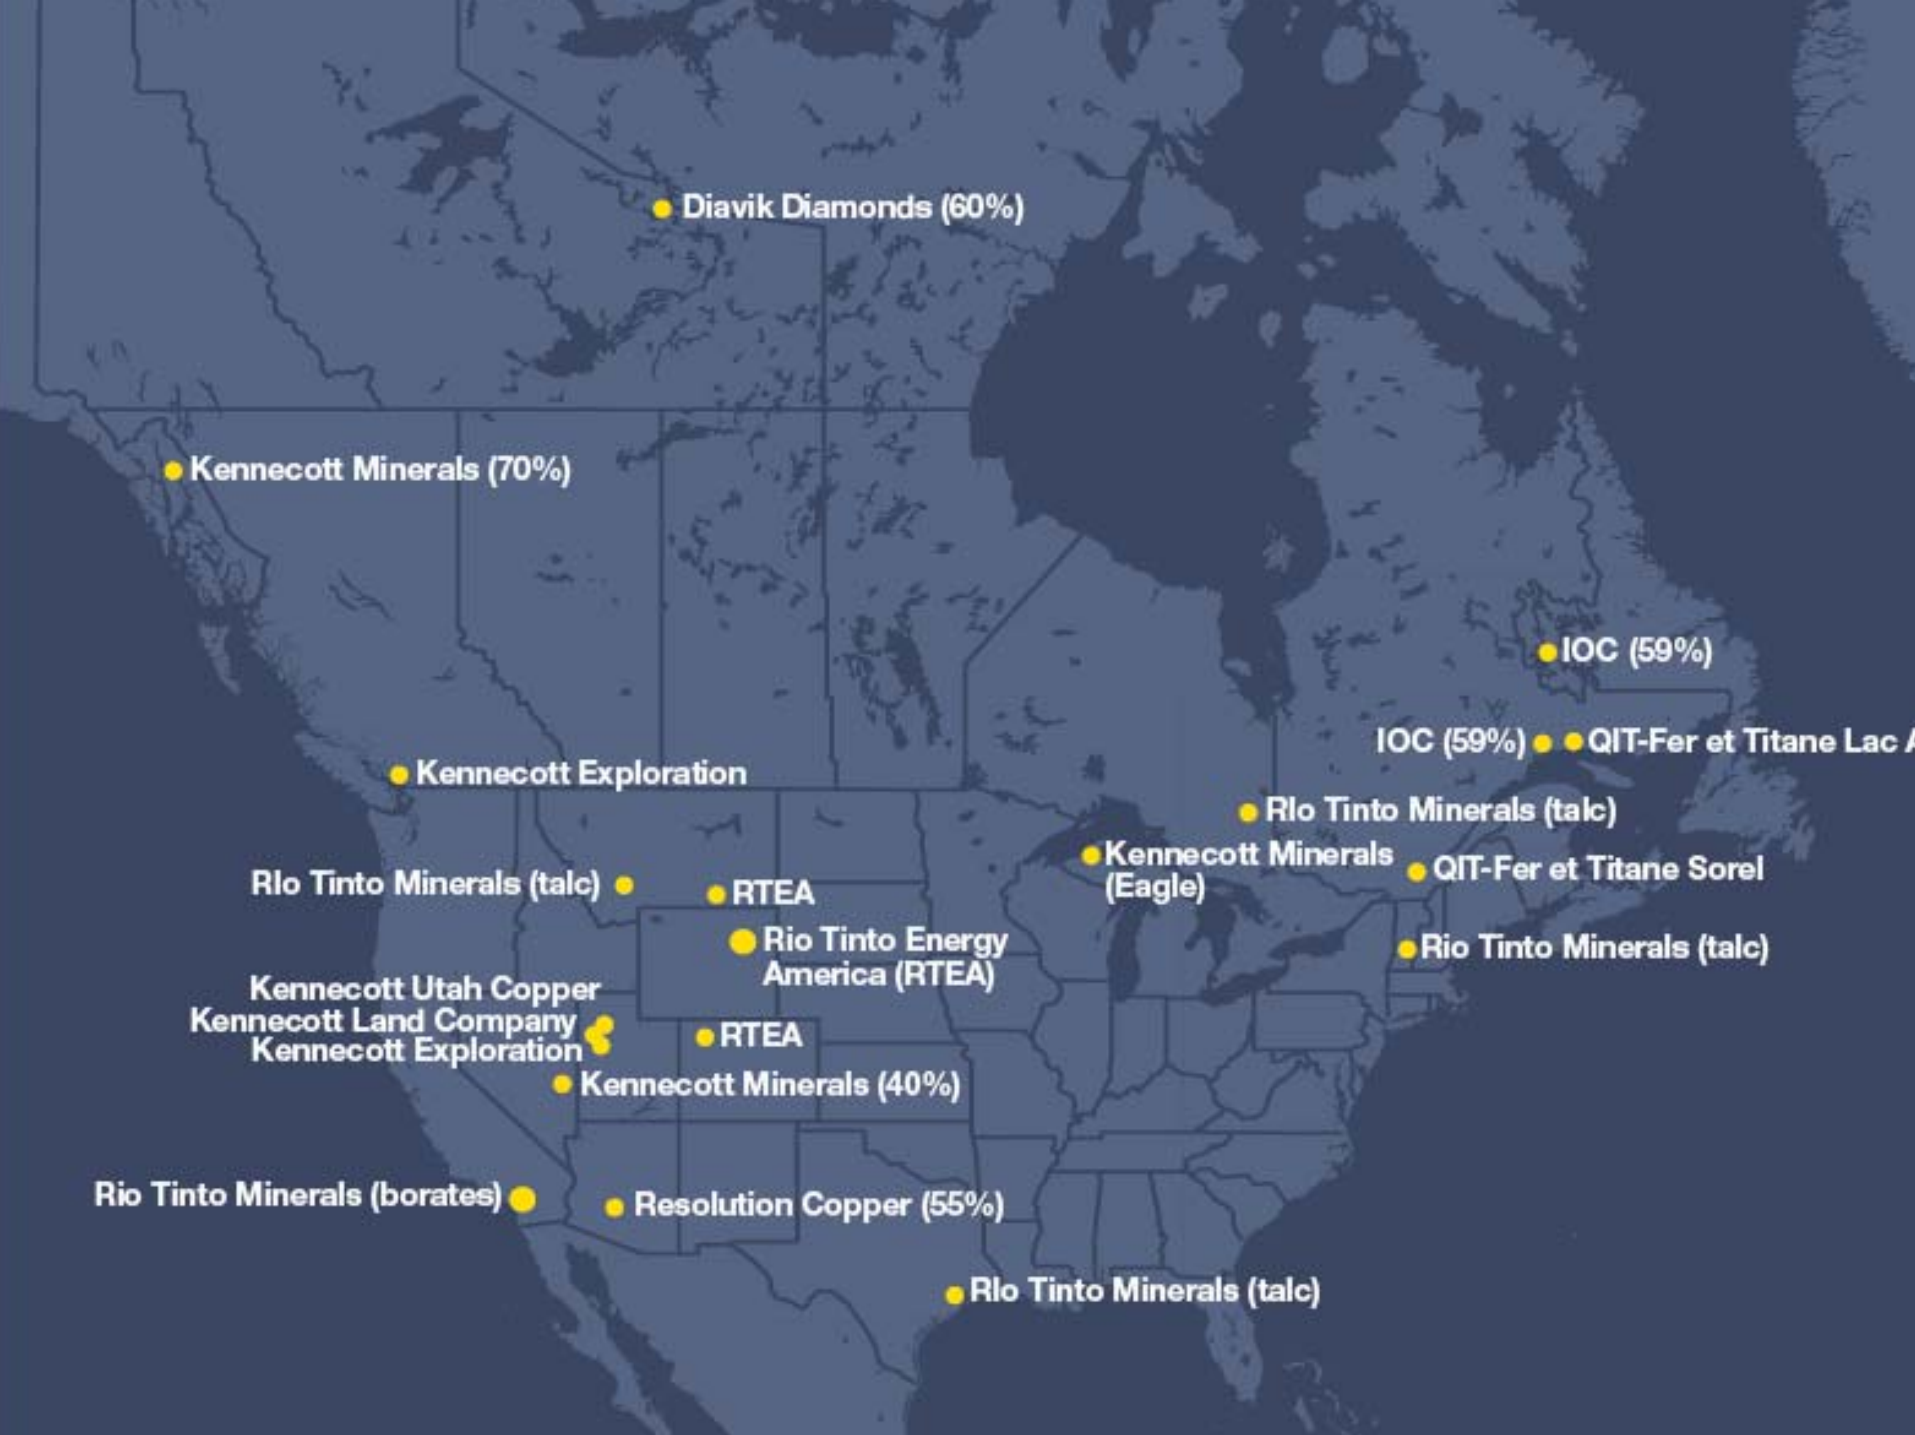 Diavik Diamonds (60%)
Kennecott Minerals (70%)
IOC (59%)
IOC (59%)
QIT-Fer et Titane Lac A
Kennecott Exploration
RIo Tinto Minerals (talc)
Kennecott Minerals
(Eagle)
QIT-Fer et Titane Sorel
RIo Tinto Minerals (talc)
RTEA
Rio Tinto Energy
America (RTEA)
Rio Tinto Minerals (talc)
Kennecott Utah Copper
Kennecott Land Company
Kennecott Exploration
RTEA
Kennecott Minerals (40%)
Rio Tinto Minerals (borates)
Resolution Copper (55%)
RIo Tinto Minerals (talc)